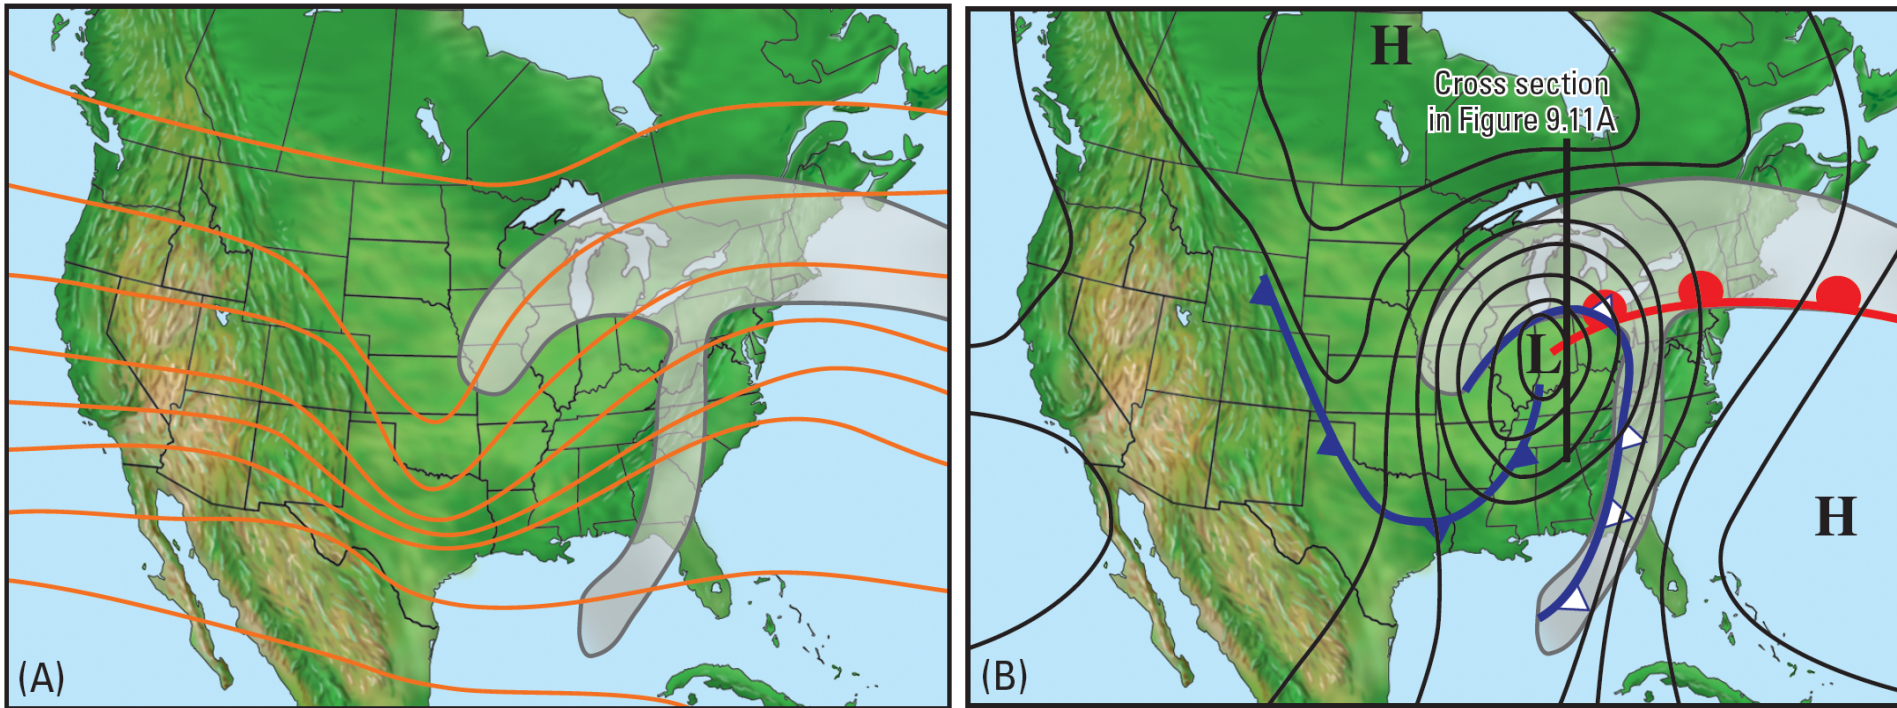 (A)
H
Cross section
in Figure 9.11A
L
H
(B)